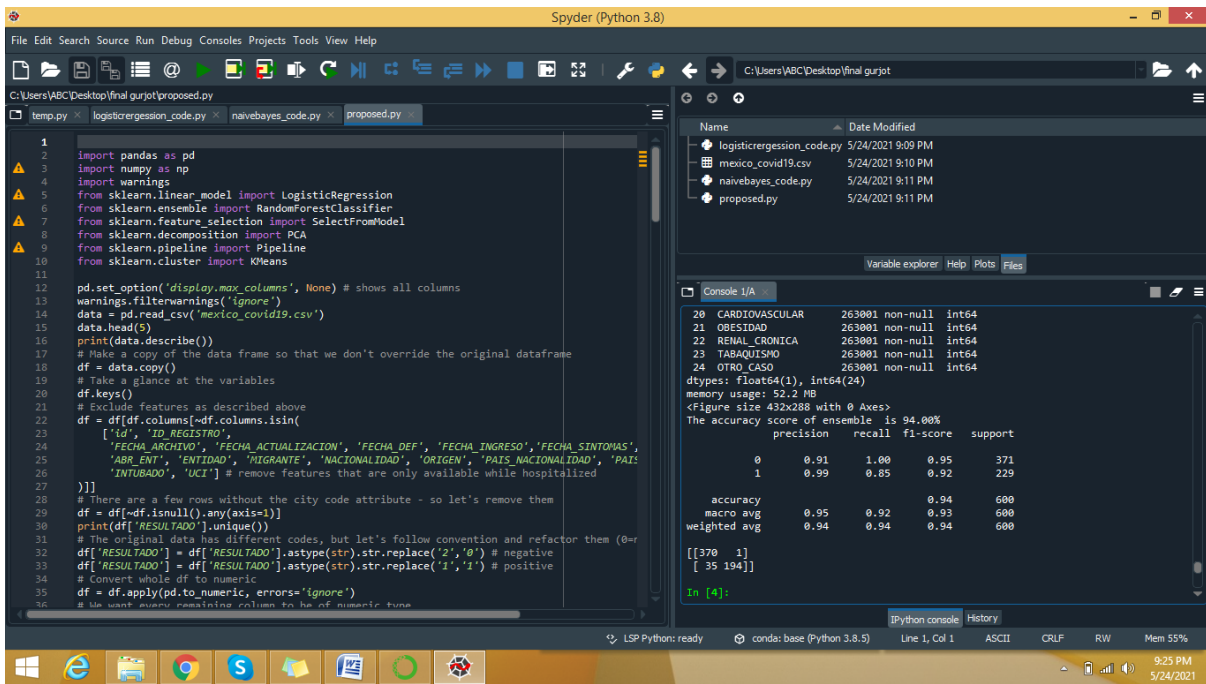 Spyder (Python 3.8)
File Edit Search Source Run Debug Consoles Projects Tools View Help
C:\Users\ABC\Desktop\final gurjot
C:\Users\ABC\Desktop\final gurjot\proposed.py
temp.py logisticrergession_code.py naivebayes_code.py proposed.py
1
2 import pandas as pd
3 import numpy as np
4 import warnings
5 from sklearn.linear_model import LogisticRegression
6 from sklearn.ensemble import RandomForestClassifier
7 from sklearn.feature_selection import SelectFromModel
8 from sklearn.decomposition import PCA
9 from sklearn.pipeline import Pipeline
10 from sklearn.cluster import KMeans
11
12 pd.set_option('display.max_columns', None) # shows all columns
13 warnings.filterwarnings('ignore')
14 data = pd.read_csv('mexico_covid19.csv')
15 data.head(5)
16 print(data.describe())
17 # Make a copy of the data frame so that we don't override the original dataframe
18 df = data.copy()
19 # Take a glance at the variables
20 df.keys()
21 # Exclude features as described above
22 df = df[df.columns[~df.columns.isin(
23 ['id', 'ID_REGISTRO',
24 'FECHA_ARCHIVO', 'FECHA_ACTUALIZACION', 'FECHA_DEF', 'FECHA_INGRESO','FECHA_SINTOMAS',
25 'ABR_ENT', 'ENTIDAD', 'MIGRANTE', 'NACIONALIDAD', 'ORIGEN', 'PAIS_NACIONALIDAD', 'PAIS
26 'INTUBADO', 'UCI'] # remove features that are only available while hospitalized
27 )]]
28 # There are a few rows without the city code attribute - so let's remove them
29 df = df[~df.isnull().any(axis=1)]
30 print(df['RESULTADO'].unique())
31 # The original data has different codes, but let's follow convention and refactor them (0=
32 df['RESULTADO'] = df['RESULTADO'].astype(str).str.replace('2','0') # negative
33 df['RESULTADO'] = df['RESULTADO'].astype(str).str.replace('1','1') # positive
34 # Convert whole df to numeric
35 df = df.apply(pd.to_numeric, errors='ignore')
36 # We want every remaining column to be of numeric type
Name Date Modified
logisticrergession_code.py 5/24/2021 9:09 PM
mexico_covid19.csv 5/24/2021 9:10 PM
naivebayes_code.py 5/24/2021 9:11 PM
proposed.py 5/24/2021 9:11 PM
Variable explorer Help Plots Files
Console 1/A
20 CARDIOVASCULAR 263001 non-null int64
21 OBESIDAD 263001 non-null int64
22 RENAL_CRONICA 263001 non-null int64
23 TABAQUISMO 263001 non-null int64
24 OTRO_CASO 263001 non-null int64
dtypes: float64(1), int64(24)
memory usage: 52.2 MB
<Figure size 432x288 with 0 Axes>
The accuracy score of ensemble is 94.00%
precision recall f1-score support
0 0.91 1.00 0.95 371
1 0.99 0.85 0.92 229
accuracy 0.94 600
macro avg 0.95 0.92 0.93 600
weighted avg 0.94 0.94 0.94 600
[[370 1]
[ 35 194]]
In [4]:
IPython console History
LSP Python: ready conda: base (Python 3.8.5) Line 1, Col 1 ASCII CRLF RW Mem 55%
9:25 PM
5/24/2021